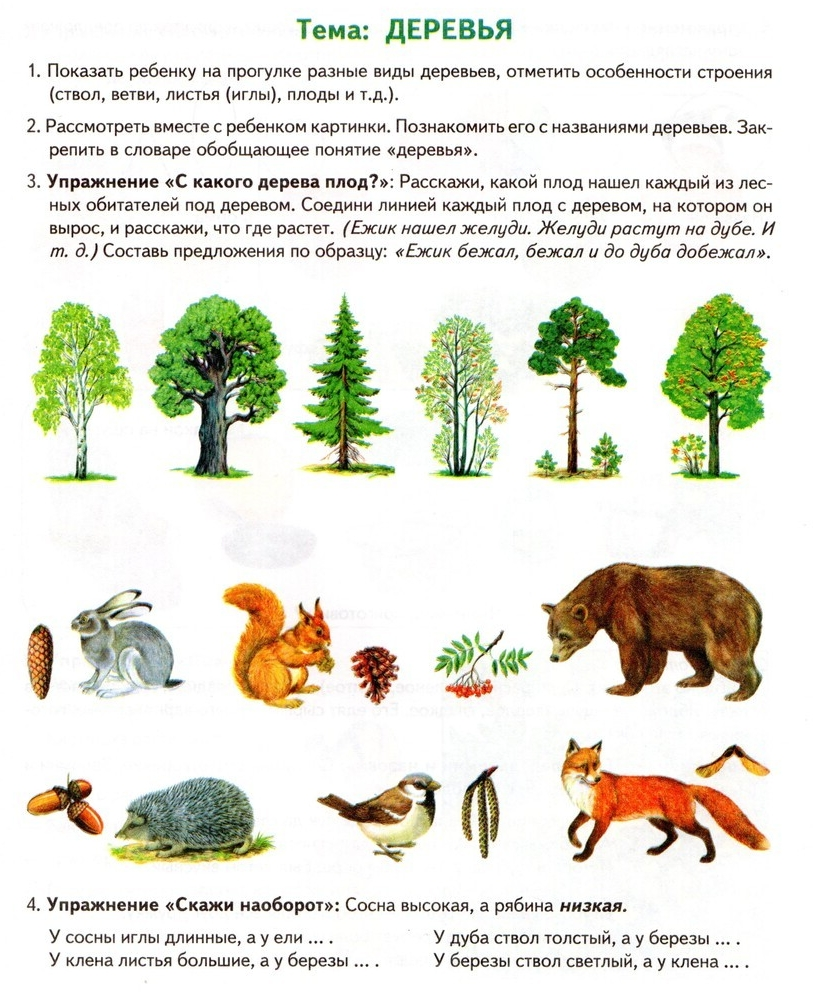 Тема: ДЕРЕВЬЯ
1. Показать ребенку на прогулке разные виды деревьев, отметить особенности строения
(ствол, ветви, листья (иглы), плоды и т.д.).
2. Рассмотреть вместе с ребенком картинки. Познакомить его с названиями деревьев. Зак-
репить в словаре обобщающее понятие «деревья».
3. Упражнение «С какого дерева плод?»: Расскажи, какой плод нашел каждый из лес-
ных обитателей под деревом. Соедини линией каждый плод с деревом, на котором он
вырос, и расскажи, что где растет. (Ежик нашел желуди. Желуди растут на дубе. И
т. д.) Составь предложения по образцу: «Ежик бежал, бежал и до дуба добежал».
4. Упражнение «Скажи наоборот»: Сосна высокая, а рябина низкая.
У сосны иглы длинные, а у ели ... . У дуба ствол толстый, а у березы ... .
У клена листья большие, а у березы ... . У березы ствол светлый, а у клена ... .